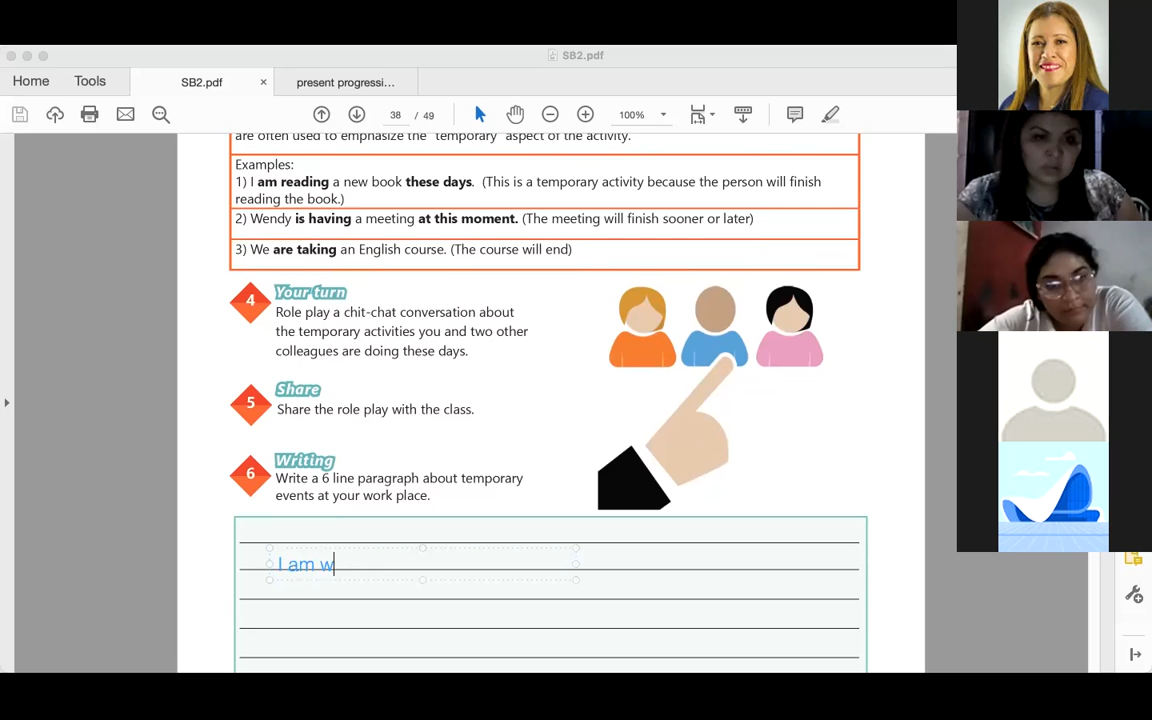 SB2.pdf
Home
Tools
SB2.pdf
×
present progressi...
38 / 49
100%
are often used to emphasize the "temporary" aspect of the activity.
Examples:
1) I am reading a new book these days. (This is a temporary activity because the person will finish
reading the book.)
2) Wendy is having a meeting at this moment. (The meeting will finish sooner or later)
3) We are taking an English course. (The course will end)
4
Your turn
Role play a chit-chat conversation about
the temporary activities you and two other
colleagues are doing these days.
5
Share
Share the role play with the class.
6
Writing
Write a 6 line paragraph about temporary
events at your work place.
I am w